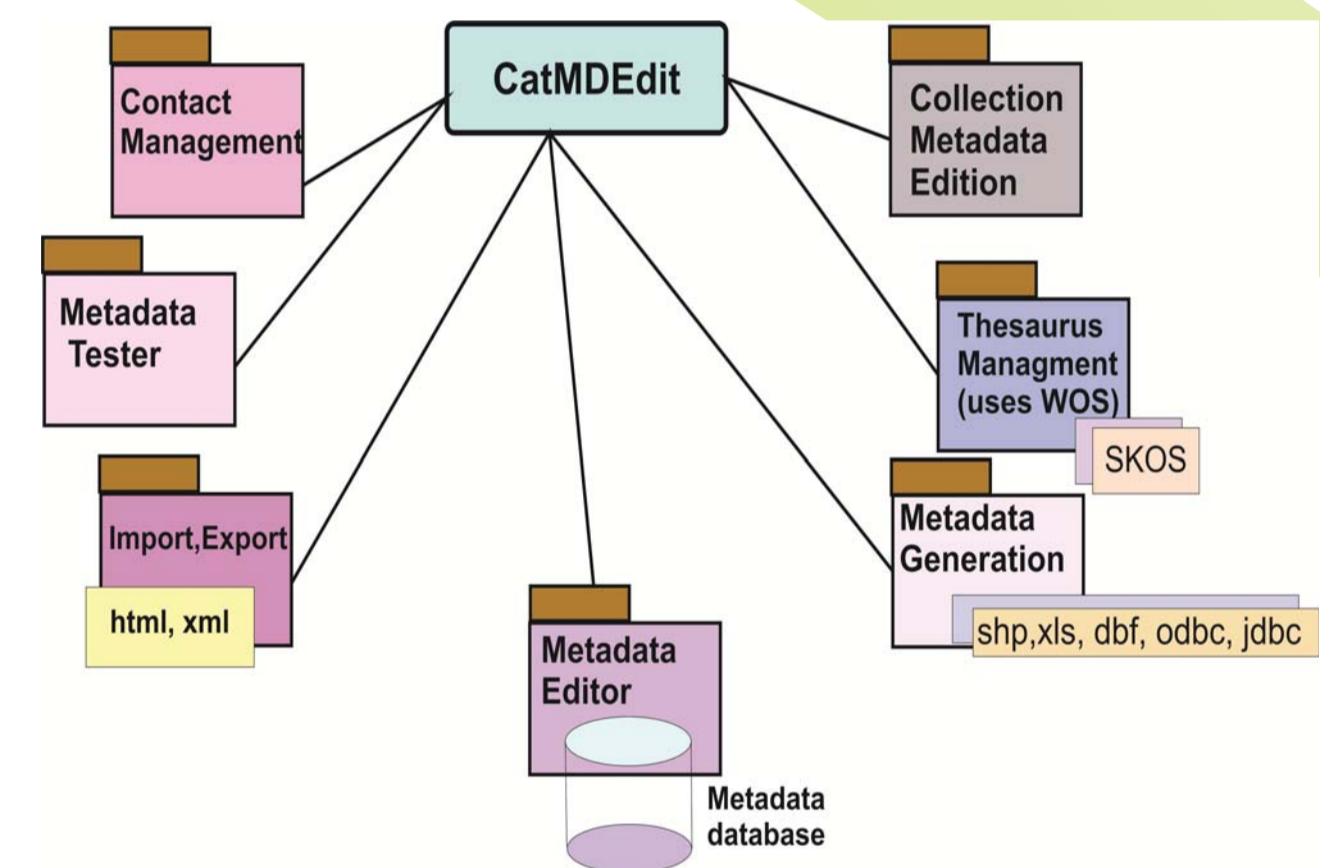 CatMDEdit
Contact
Management
Collection
Metadata
Edition
Metadata
Tester
Thesaurus
Managment
(uses WOS)
SKOS
Import,Export
html, xml
Metadata
Generation
shp,xls, dbf, odbc, jdbc
Metadata
Editor
Metadata
database